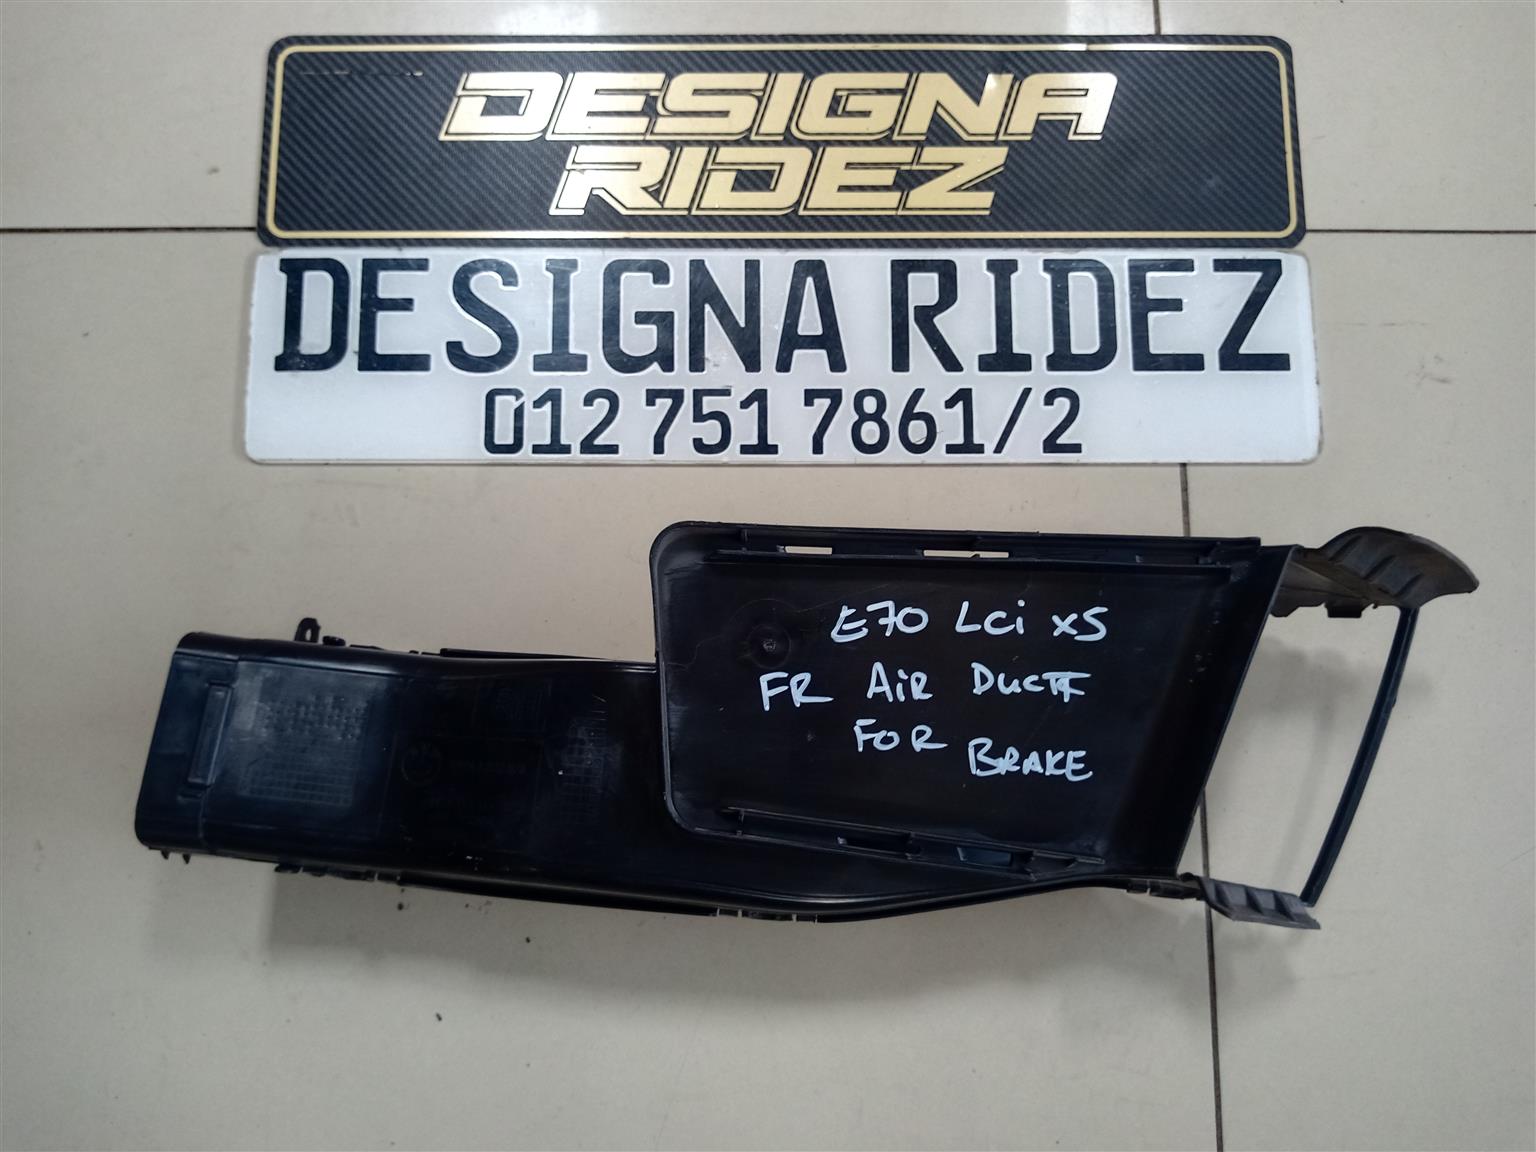 DESIGNA
RIDEZ
DESIGNA RIDEZ
012 751 7861/2
E70 LCi X5
FR AiR DUCT
FOR BRAKE